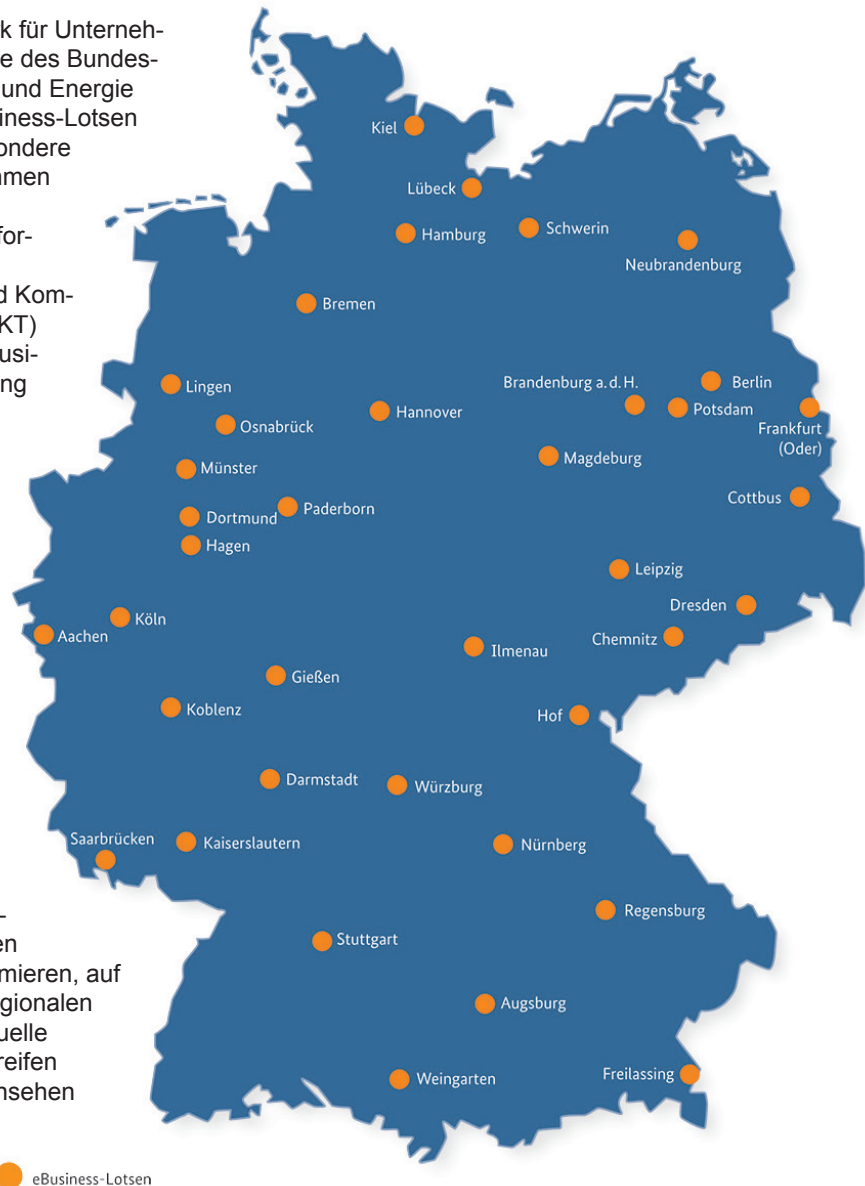 k für Unterneh-
e des Bundes-
und Energie
iness-Lotsen
ondere
men
for-
d Kom-
KT)
usi-
ng
Kiel
Lübeck
Hamburg
Schwerin
Neubrandenburg
Bremen
Lingen
Osnabrück
Hannover
Brandenburg a. d. H.
Berlin
Potsdam
Frankfurt
(Oder)
Münster
Magdeburg
Cottbus
Dortmund
Paderborn
Hagen
Leipzig
Dresden
Köln
Aachen
Chemnitz
Ilmenau
Gießen
Koblenz
Hof
Darmstadt
Würzburg
Saarbrücken
Kaiserslautern
Nürnberg
Regensburg
Stuttgart
Augsburg
Weingarten
Freilassing
-
en
mieren, auf
egionalen
uelle
reifen
nsehen
eBusiness-Lotsen